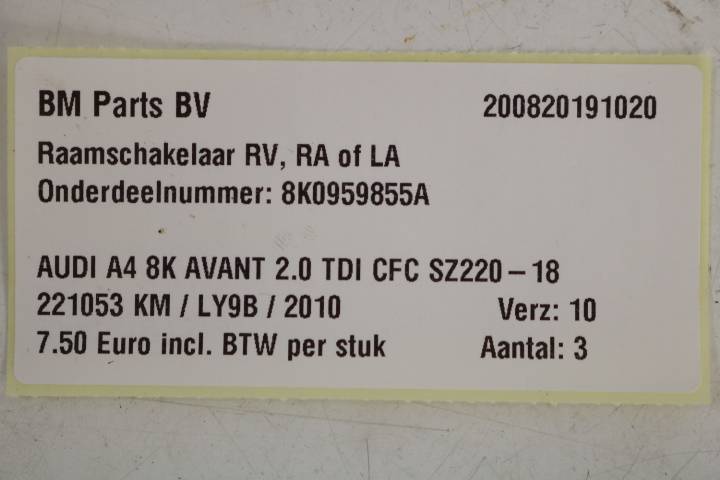 BM Parts BV 200820191020
Raamschakelaar RV, RA of LA
Onderdeelnummer: 8K0959855A
AUDI A4 8K AVANT 2.0 TDI CFC SZ220 – 18
221053 KM / LY9B / 2010 Verz: 10
7.50 Euro incl. BTW per stuk Aantal: 3